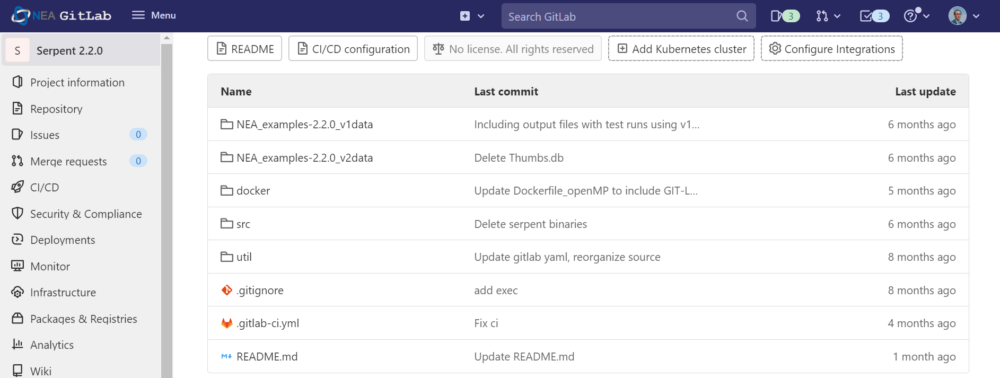 NEA GitLab Menu Search GitLab 3 3
S Serpent 2.2.0
Project information
Repository
Issues 0
Merge requests 0
CI/CD
Security & Compliance
Deployments
Monitor
Infrastructure
Packages & Registries
Analytics
Wiki
README CI/CD configuration No license. All rights reserved Add Kubernetes cluster Configure Integrations
Name Last commit Last update
NEA_examples-2.2.0_v1data Including output files with test runs using v1... 6 months ago
NEA_examples-2.2.0_v2data Delete Thumbs.db 6 months ago
docker Update Dockerfile_openMP to include GIT-L... 5 months ago
src Delete serpent binaries 6 months ago
util Update gitlab yaml, reorganize source 8 months ago
.gitignore add exec 8 months ago
.gitlab-ci.yml Fix ci 4 months ago
README.md Update README.md 1 month ago